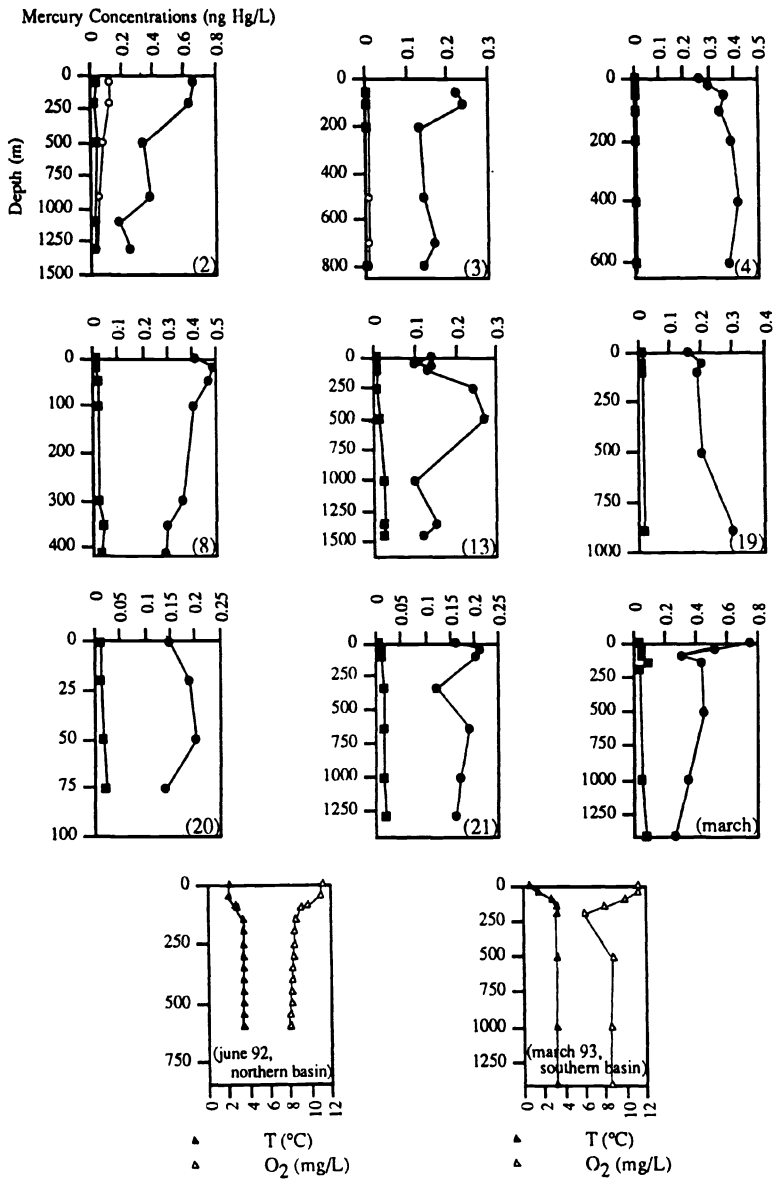 Mercury Concentrations (ng Hg/L)
0 0.2 0.4 0.6 0.8
0 0.1 0.2 0.3
0 0.1 0.2 0.3 0.4 0.5
Depth (m)
0 250 500 750 1000 1250 1500
(2)
0 200 400 600 800
(3)
0 200 400 600
(4)
0 0.1 0.2 0.3 0.4 0.5
0 0.1 0.2 0.3
0 0.1 0.2 0.3 0.4
0 100 200 300 400
(8)
0 250 500 750 1000 1250 1500
(13)
0 250 500 750 1000
(19)
0 0.05 0.1 0.15 0.2 0.25
0 0.05 0.1 0.15 0.2 0.25
0 0.2 0.4 0.6 0.8
0 25 50 75 100
(20)
0 250 500 750 1000 1250
(21)
0 250 500 750 1000 1250
(march)
0 250 500 750
(june 92,
northern basin)
0 2 4 6 8 10 12
T (°C)
O2 (mg/L)
0 250 500 750 1000 1250
(march 93,
southern basin)
0 2 4 6 8 10 12
T (°C)
O2 (mg/L)